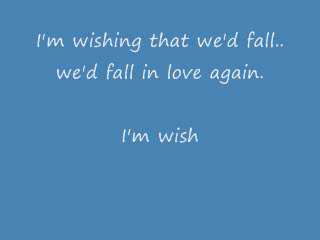 I'm wishing that we'd fall..
we'd fall in love again.
I'm wish